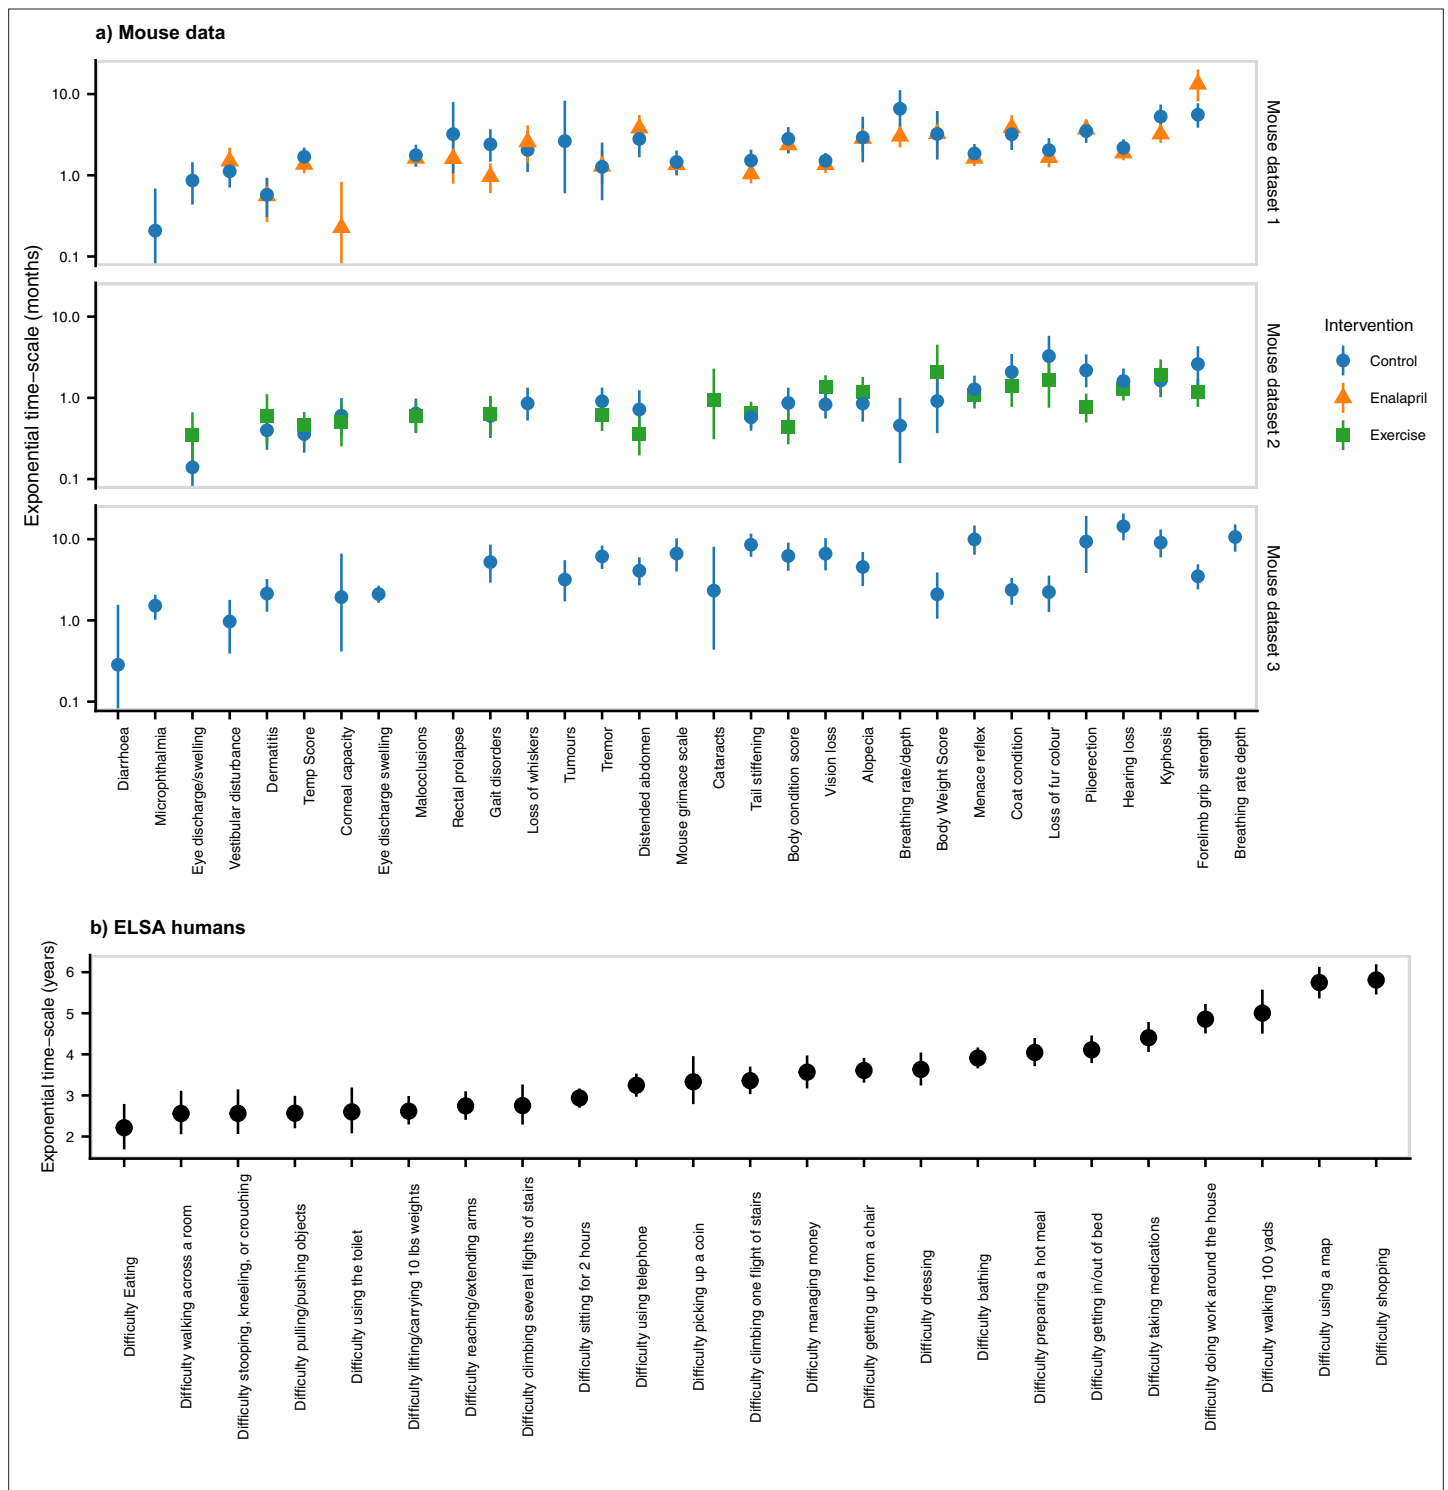 a) Mouse data
Exponential time−scale (months)
10.0
1.0
0.1
Mouse dataset 1
10.0
1.0
0.1
Mouse dataset 2
10.0
1.0
0.1
Mouse dataset 3
Intervention
Control
Enalapril
Exercise
Diarrhoea
Microphthalmia
Eye discharge/swelling
Vestibular disturbance
Dermatitis
Temp Score
Corneal capacity
Eye discharge swelling
Malocclusions
Rectal prolapse
Gait disorders
Loss of whiskers
Tumours
Tremor
Distended abdomen
Mouse grimace scale
Cataracts
Tail stiffening
Body condition score
Vision loss
Alopecia
Breathing rate/depth
Body Weight Score
Menace reflex
Coat condition
Loss of fur colour
Piloerection
Hearing loss
Kyphosis
Forelimb grip strength
Breathing rate depth
b) ELSA humans
Exponential time−scale (years)
6
5
4
3
2
Difficulty Eating
Difficulty walking across a room
Difficulty stooping, kneeling, or crouching
Difficulty pulling/pushing objects
Difficulty using the toilet
Difficulty lifting/carrying 10 lbs weights
Difficulty reaching/extending arms
Difficulty climbing several flights of stairs
Difficulty sitting for 2 hours
Difficulty using telephone
Difficulty picking up a coin
Difficulty climbing one flight of stairs
Difficulty managing money
Difficulty getting up from a chair
Difficulty dressing
Difficulty bathing
Difficulty preparing a hot meal
Difficulty getting in/out of bed
Difficulty taking medications
Difficulty doing work around the house
Difficulty walking 100 yads
Difficulty using a map
Difficulty shopping